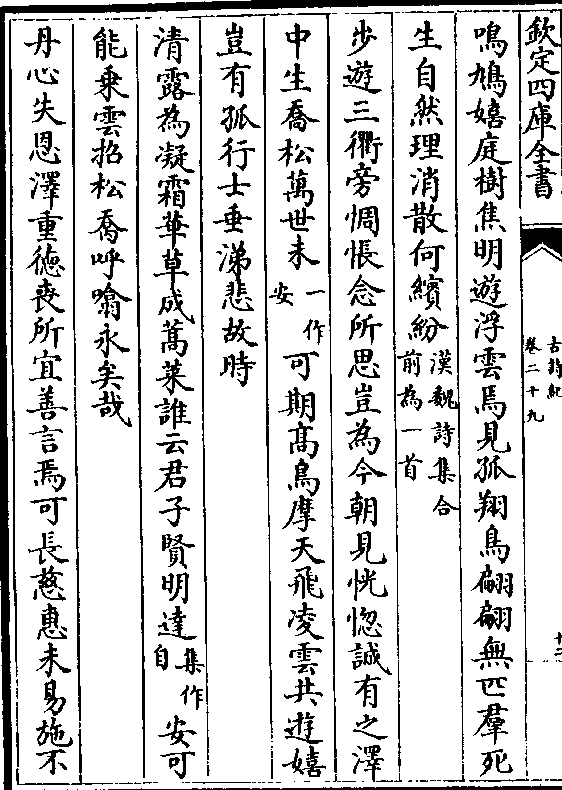 欽定四庫全書
古詩紀
卷二十九
鳴鳩嬉庭樹焦明遊浮雲焉見孤翔鳥翩翩無匹羣死
生自然理消散何繽紛漢魏詩集合前為一首
步遊三衢旁惆悵念所思豈為今朝見恍惚誠有之澤
中生喬松萬世未一作安可期髙鳥摩天飛凌雲共遊嬉
豈有孤行士垂涕悲故時
清露為凝霜華草成蒿萊誰云君子賢明達集作自安可
能乗雲招松喬呼噏永矣哉
丹心失恩澤重徳喪所宜善言焉可長慈惠未易施不